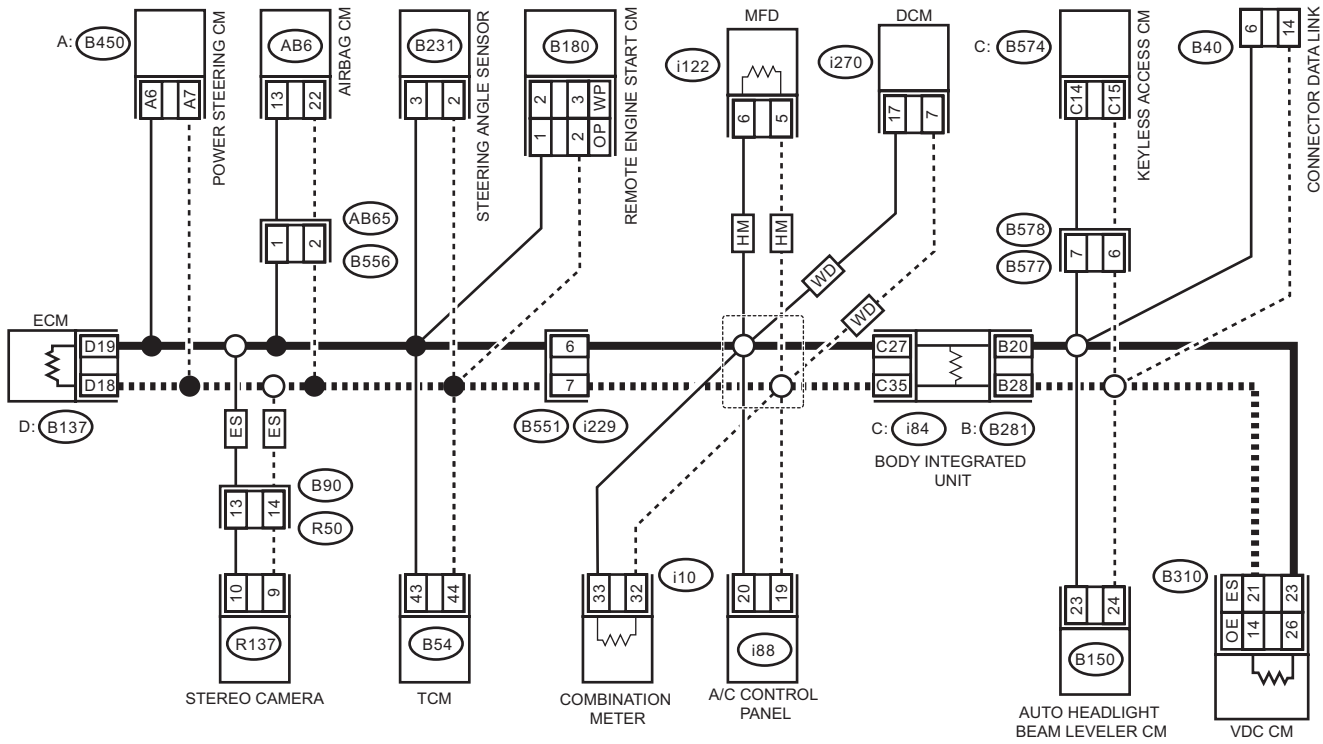 A: B450
A6 A7
POWER STEERING CM
AB6
13 22
AIRBAG CM
B231
3 2
STEERING ANGLE SENSOR
B180
2 3 WP
1 2 OP
REMOTE ENGINE START CM
MFD
i122
6 5
DCM
i270
17 7
C: B574
C14 C15
KEYLESS ACCESS CM
B40
6 14
CONNECTOR DATA LINK
AB65
1 2
B556
HM HM
WD
WD
B578
7 6
B577
ECM
D19
D18
D: B137
6
7
B551 i229
C27 B20
C35 B28
C: i84 B: B281
BODY INTEGRATED
UNIT
ES ES
B90
13 14
R50
10 9
R137
STEREO CAMERA
43 44
B54
TCM
i10
33 32
COMBINATION
METER
20 19
i88
A/C CONTROL
PANEL
23 24
B150
AUTO HEADLIGHT
BEAM LEVELER CM
B310
ES 21 23
OE 14 26
VDC CM